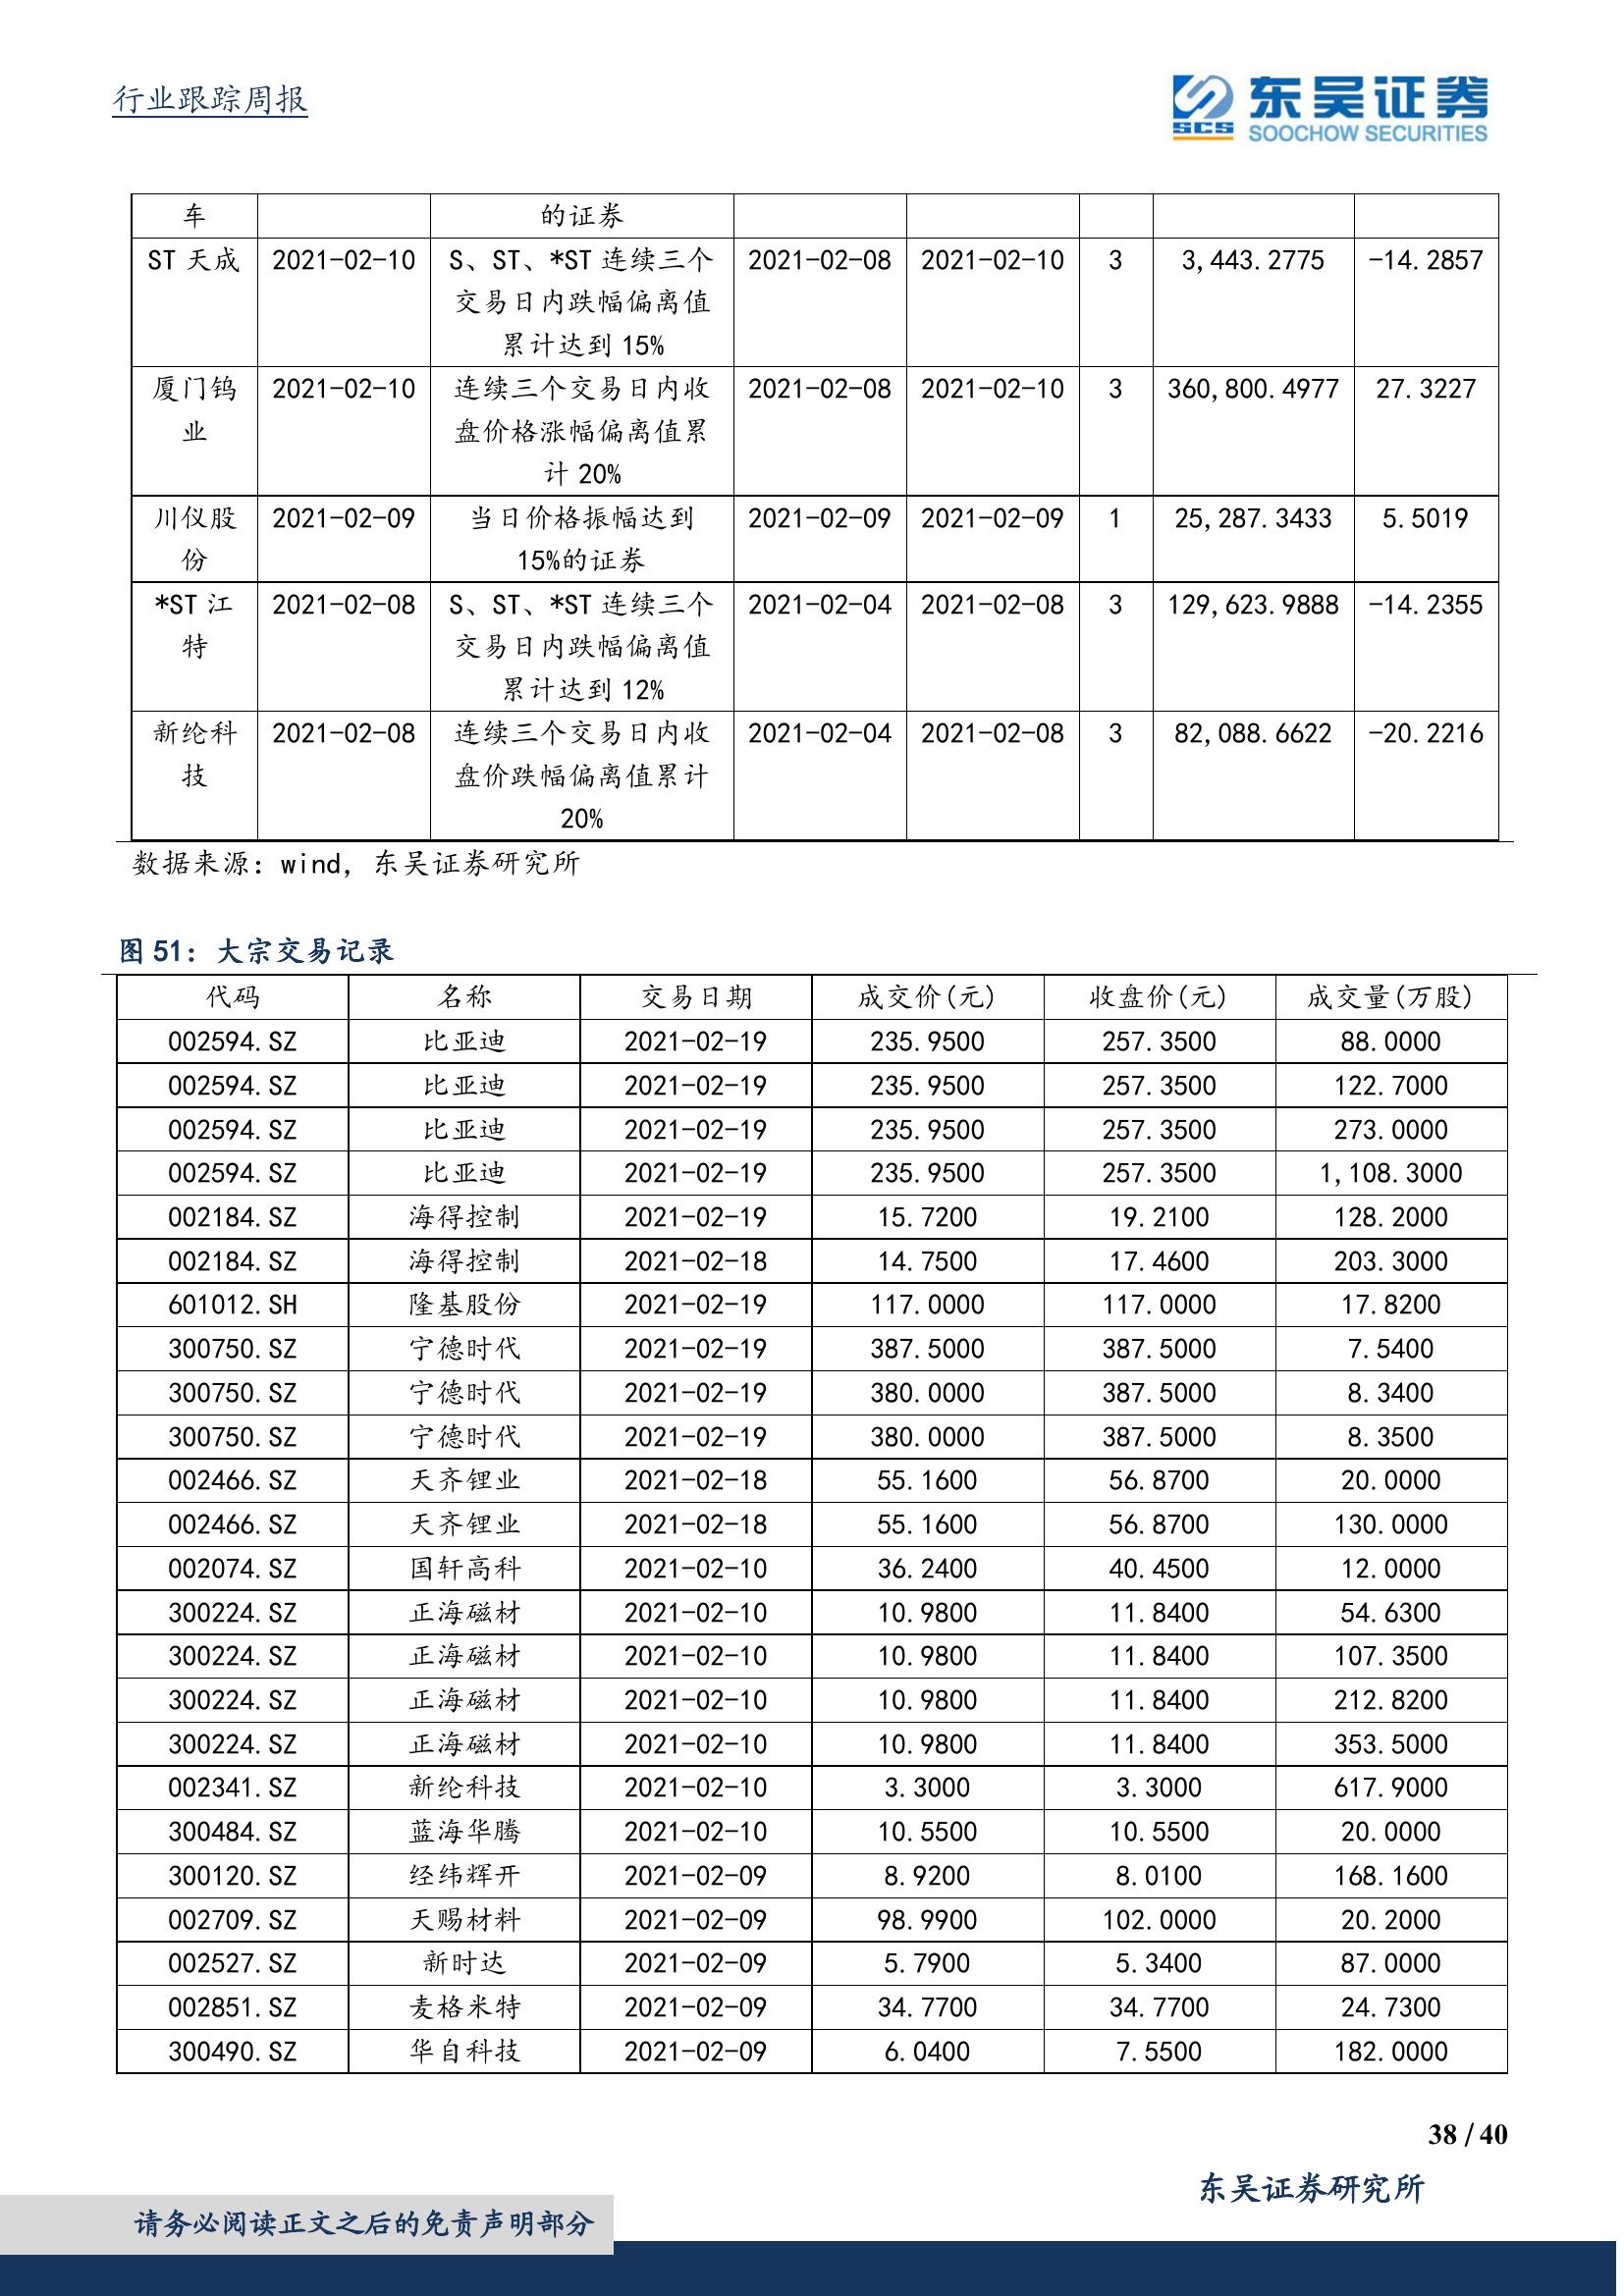 行业跟踪周报
东吴证券
SCS
SOOCHOW SECURITIES
车 的证券
ST 天成 2021-02-10 S、ST、*ST 连续三个 2021-02-08 2021-02-10 3 3,443.2775 -14.2857
交易日内跌幅偏离值
累计达到 15%
厦门钨 2021-02-10 连续三个交易日内收 2021-02-08 2021-02-10 3 360,800.4977 27.3227
业 盘价格涨幅偏离值累
计 20%
川仪股 2021-02-09 当日价格振幅达到 2021-02-09 2021-02-09 1 25,287.3433 5.5019
份 15%的证券
*ST 江 2021-02-08 S、ST、*ST 连续三个 2021-02-04 2021-02-08 3 129,623.9888 -14.2355
特 交易日内跌幅偏离值
累计达到 12%
新纶科 2021-02-08 连续三个交易日内收 2021-02-04 2021-02-08 3 82,088.6622 -20.2216
技 盘价跌幅偏离值累计
20%
数据来源：wind，东吴证券研究所
图 51：大宗交易记录
代码 名称 交易日期 成交价(元) 收盘价(元) 成交量(万股)
002594.SZ 比亚迪 2021-02-19 235.9500 257.3500 88.0000
002594.SZ 比亚迪 2021-02-19 235.9500 257.3500 122.7000
002594.SZ 比亚迪 2021-02-19 235.9500 257.3500 273.0000
002594.SZ 比亚迪 2021-02-19 235.9500 257.3500 1,108.3000
002184.SZ 海得控制 2021-02-19 15.7200 19.2100 128.2000
002184.SZ 海得控制 2021-02-18 14.7500 17.4600 203.3000
601012.SH 隆基股份 2021-02-19 117.0000 117.0000 17.8200
300750.SZ 宁德时代 2021-02-19 387.5000 387.5000 7.5400
300750.SZ 宁德时代 2021-02-19 380.0000 387.5000 8.3400
300750.SZ 宁德时代 2021-02-19 380.0000 387.5000 8.3500
002466.SZ 天齐锂业 2021-02-18 55.1600 56.8700 20.0000
002466.SZ 天齐锂业 2021-02-18 55.1600 56.8700 130.0000
002074.SZ 国轩高科 2021-02-10 36.2400 40.4500 12.0000
300224.SZ 正海磁材 2021-02-10 10.9800 11.8400 54.6300
300224.SZ 正海磁材 2021-02-10 10.9800 11.8400 107.3500
300224.SZ 正海磁材 2021-02-10 10.9800 11.8400 212.8200
300224.SZ 正海磁材 2021-02-10 10.9800 11.8400 353.5000
002341.SZ 新纶科技 2021-02-10 3.3000 3.3000 617.9000
300484.SZ 蓝海华腾 2021-02-10 10.5500 10.5500 20.0000
300120.SZ 经纬辉开 2021-02-09 8.9200 8.0100 168.1600
002709.SZ 天赐材料 2021-02-09 98.9900 102.0000 20.2000
002527.SZ 新时达 2021-02-09 5.7900 5.3400 87.0000
002851.SZ 麦格米特 2021-02-09 34.7700 34.7700 24.7300
300490.SZ 华自科技 2021-02-09 6.0400 7.5500 182.0000
38 / 40
东吴证券研究所
请务必阅读正文之后的免责声明部分